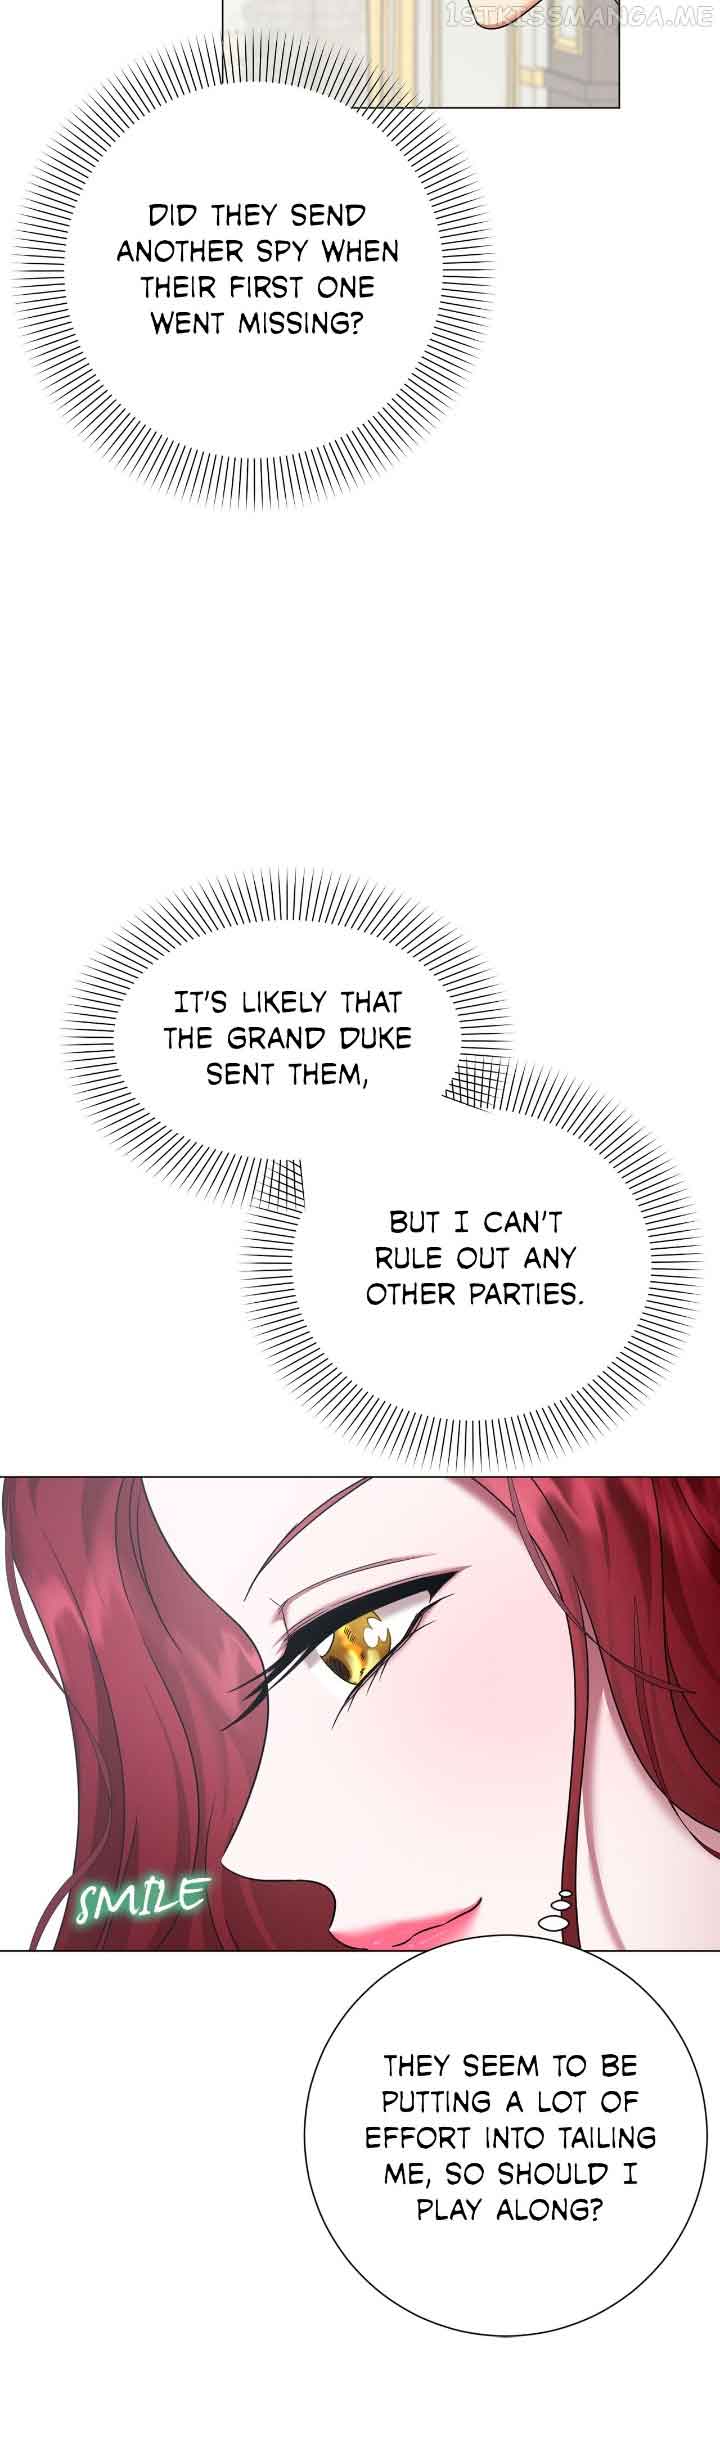 1STKISSMANGA.ME
DID THEY SEND
ANOTHER SPY WHEN
THEIR FIRST ONE
WENT MISSING?
IT'S LIKELY THAT
THE GRAND DUKE
SENT THEM,
BUT I CAN'T
RULE OUT ANY
OTHER PARTIES.
SMILE
THEY SEEM TO BE
PUTTING A LOT OF
EFFORT INTO TAILING
ME, SO SHOULD I
PLAY ALONG?